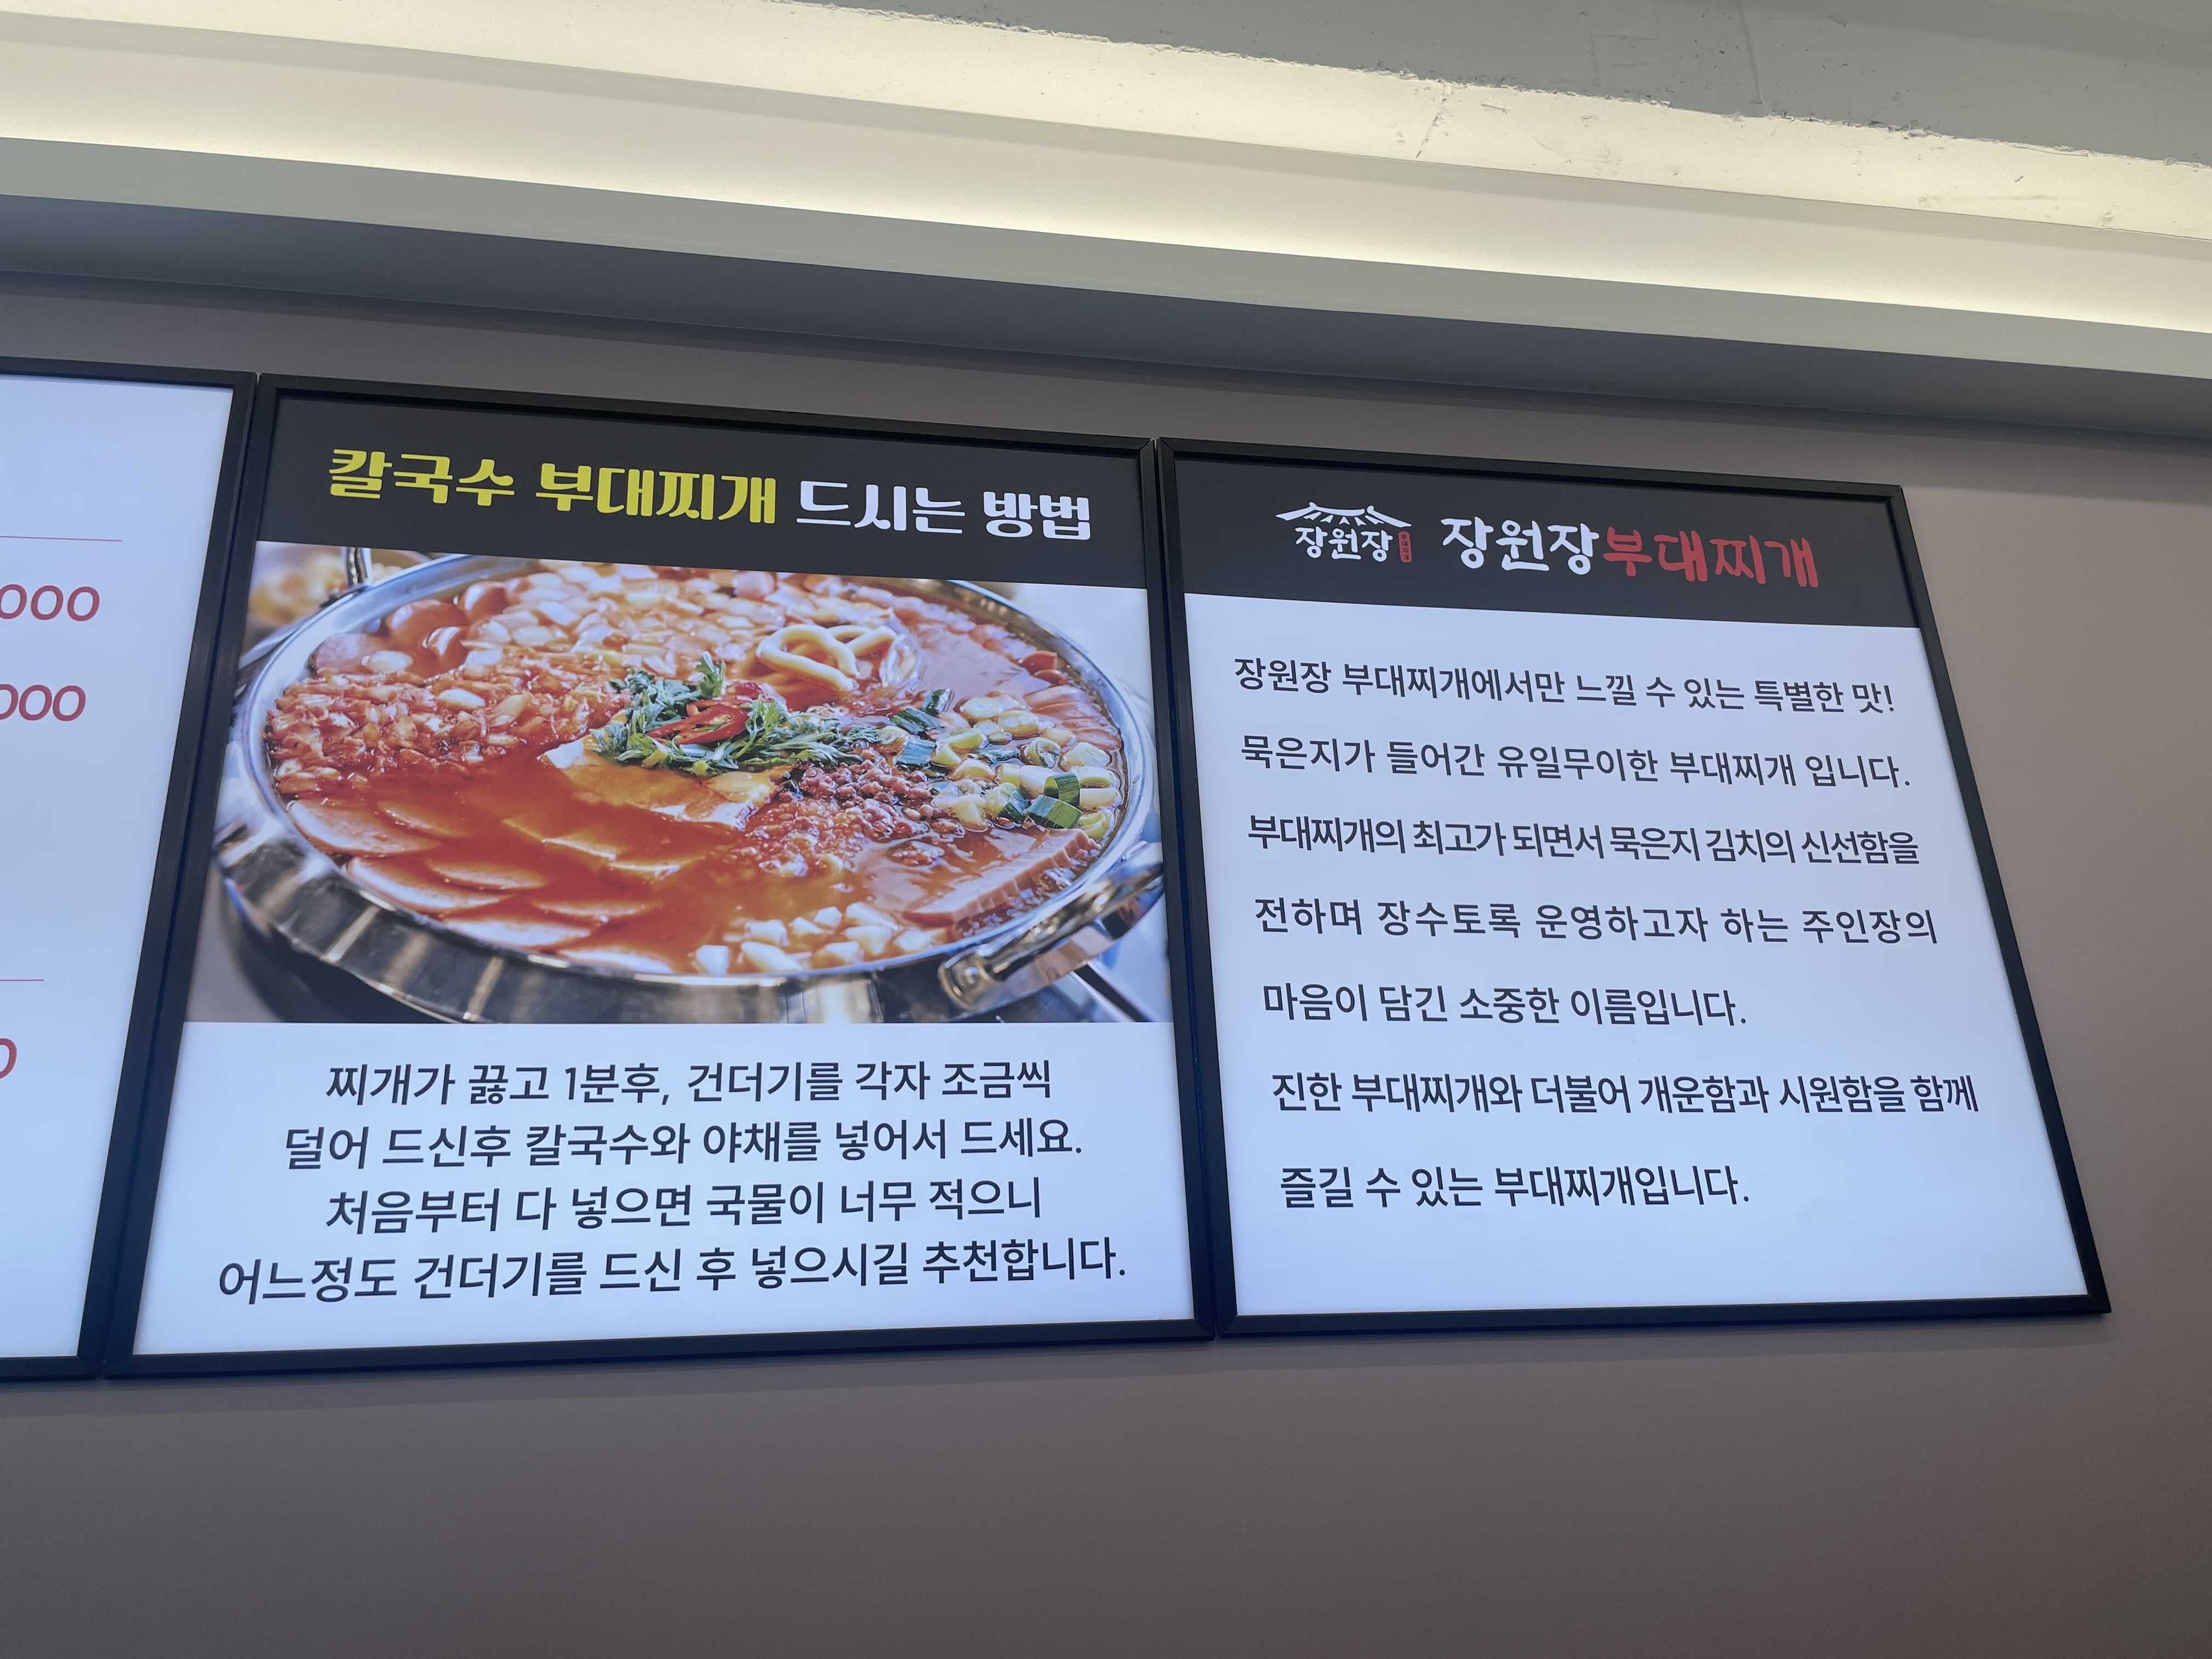 000
000
0
칼국수 부대찌개 드시는 방법
찌개가 끓고 1분후, 건더기를 각자 조금씩
덜어 드신후 칼국수와 야채를 넣어서 드세요.
처음부터 다 넣으면 국물이 너무 적으니
어느정도 건더기를 드신 후 넣으시길 추천합니다.
장원장 부대찌개
장원장부대찌개
장원장 부대찌개에서만 느낄 수 있는 특별한 맛!
묵은지가 들어간 유일무이한 부대찌개 입니다.
부대찌개의 최고가 되면서 묵은지 김치의 신선함을
전하며 장수토록 운영하고자 하는 주인장의
마음이 담긴 소중한 이름입니다.
진한 부대찌개와 더불어 개운함과 시원함을 함께
즐길 수 있는 부대찌개입니다.